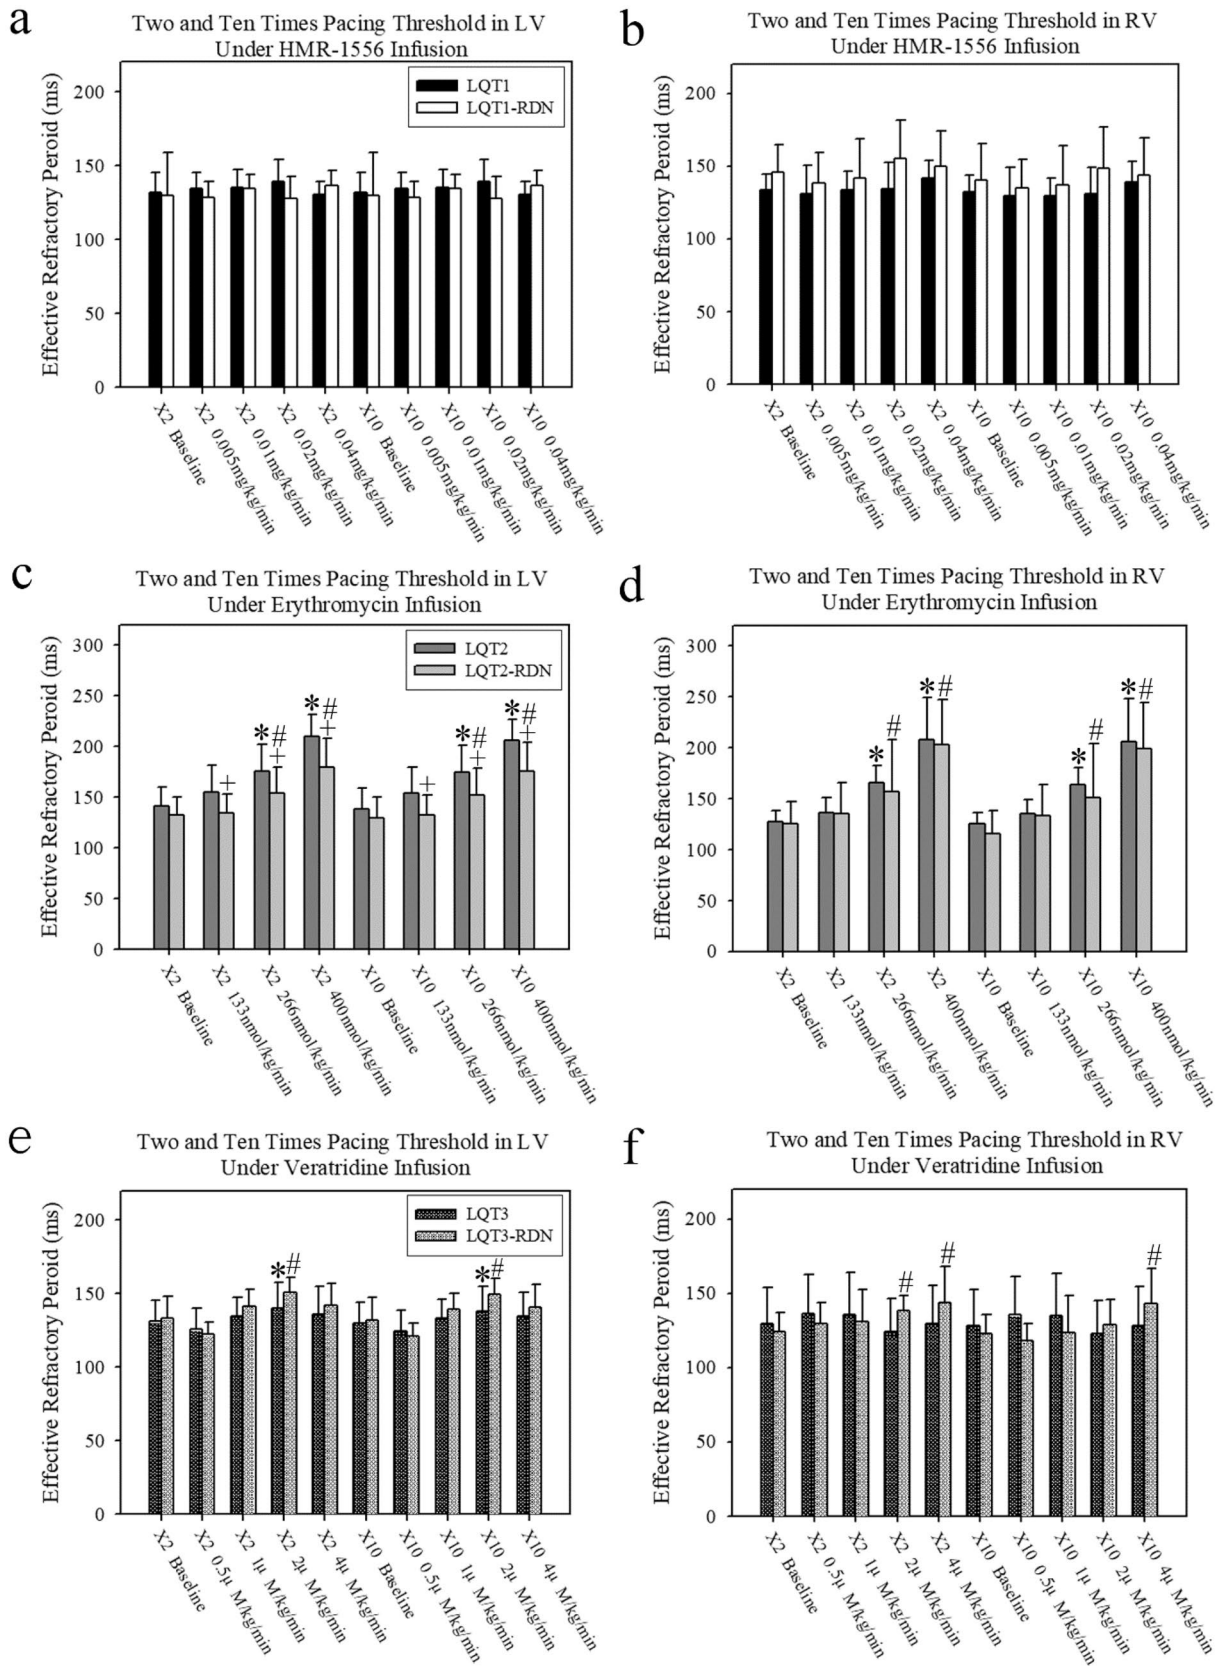 a
Two and Ten Times Pacing Threshold in LV
Under HMR-1556 Infusion
Effective Refractory Peroid (ms)
200
150
100
50
0
LQT1
LQT1-RDN
X2 Baseline
X2 0.005mg/kg/min
X2 0.01mg/kg/min
X2 0.02mg/kg/min
X2 0.04mg/kg/min
X10 Baseline
X10 0.005mg/kg/min
X10 0.01mg/kg/min
X10 0.02mg/kg/min
X10 0.04mg/kg/min
b
Two and Ten Times Pacing Threshold in RV
Under HMR-1556 Infusion
Effective Refractory Peroid (ms)
200
150
100
50
0
X2 Baseline
X2 0.005mg/kg/min
X2 0.01mg/kg/min
X2 0.02mg/kg/min
X2 0.04mg/kg/min
X10 Baseline
X10 0.005mg/kg/min
X10 0.01mg/kg/min
X10 0.02mg/kg/min
X10 0.04mg/kg/min
c
Two and Ten Times Pacing Threshold in LV
Under Erythromycin Infusion
Effective Refractory Peroid (ms)
300
250
200
150
100
50
0
LQT2
LQT2-RDN
+
* # +
* # +
+
* # +
* # +
X2 Baseline
X2 133nmol/kg/min
X2 266nmol/kg/min
X2 400nmol/kg/min
X10 Baseline
X10 133nmol/kg/min
X10 266nmol/kg/min
X10 400nmol/kg/min
d
Two and Ten Times Pacing Threshold in RV
Under Erythromycin Infusion
Effective Refractory Peroid (ms)
300
250
200
150
100
50
0
* #
* #
* #
* #
X2 Baseline
X2 133nmol/kg/min
X2 266nmol/kg/min
X2 400nmol/kg/min
X10 Baseline
X10 133nmol/kg/min
X10 266nmol/kg/min
X10 400nmol/kg/min
e
Two and Ten Times Pacing Threshold in LV
Under Veratridine Infusion
Effective Refractory Peroid (ms)
200
150
100
50
0
LQT3
LQT3-RDN
* #
* #
X2 Baseline
X2 0.5μ M/kg/min
X2 1μ M/kg/min
X2 2μ M/kg/min
X2 4μ M/kg/min
X10 Baseline
X10 0.5μ M/kg/min
X10 1μ M/kg/min
X10 2μ M/kg/min
X10 4μ M/kg/min
f
Two and Ten Times Pacing Threshold in RV
Under Veratridine Infusion
Effective Refractory Peroid (ms)
200
150
100
50
0
#
#
#
X2 Baseline
X2 0.5μ M/kg/min
X2 1μ M/kg/min
X2 2μ M/kg/min
X2 4μ M/kg/min
X10 Baseline
X10 0.5μ M/kg/min
X10 1μ M/kg/min
X10 2μ M/kg/min
X10 4μ M/kg/min